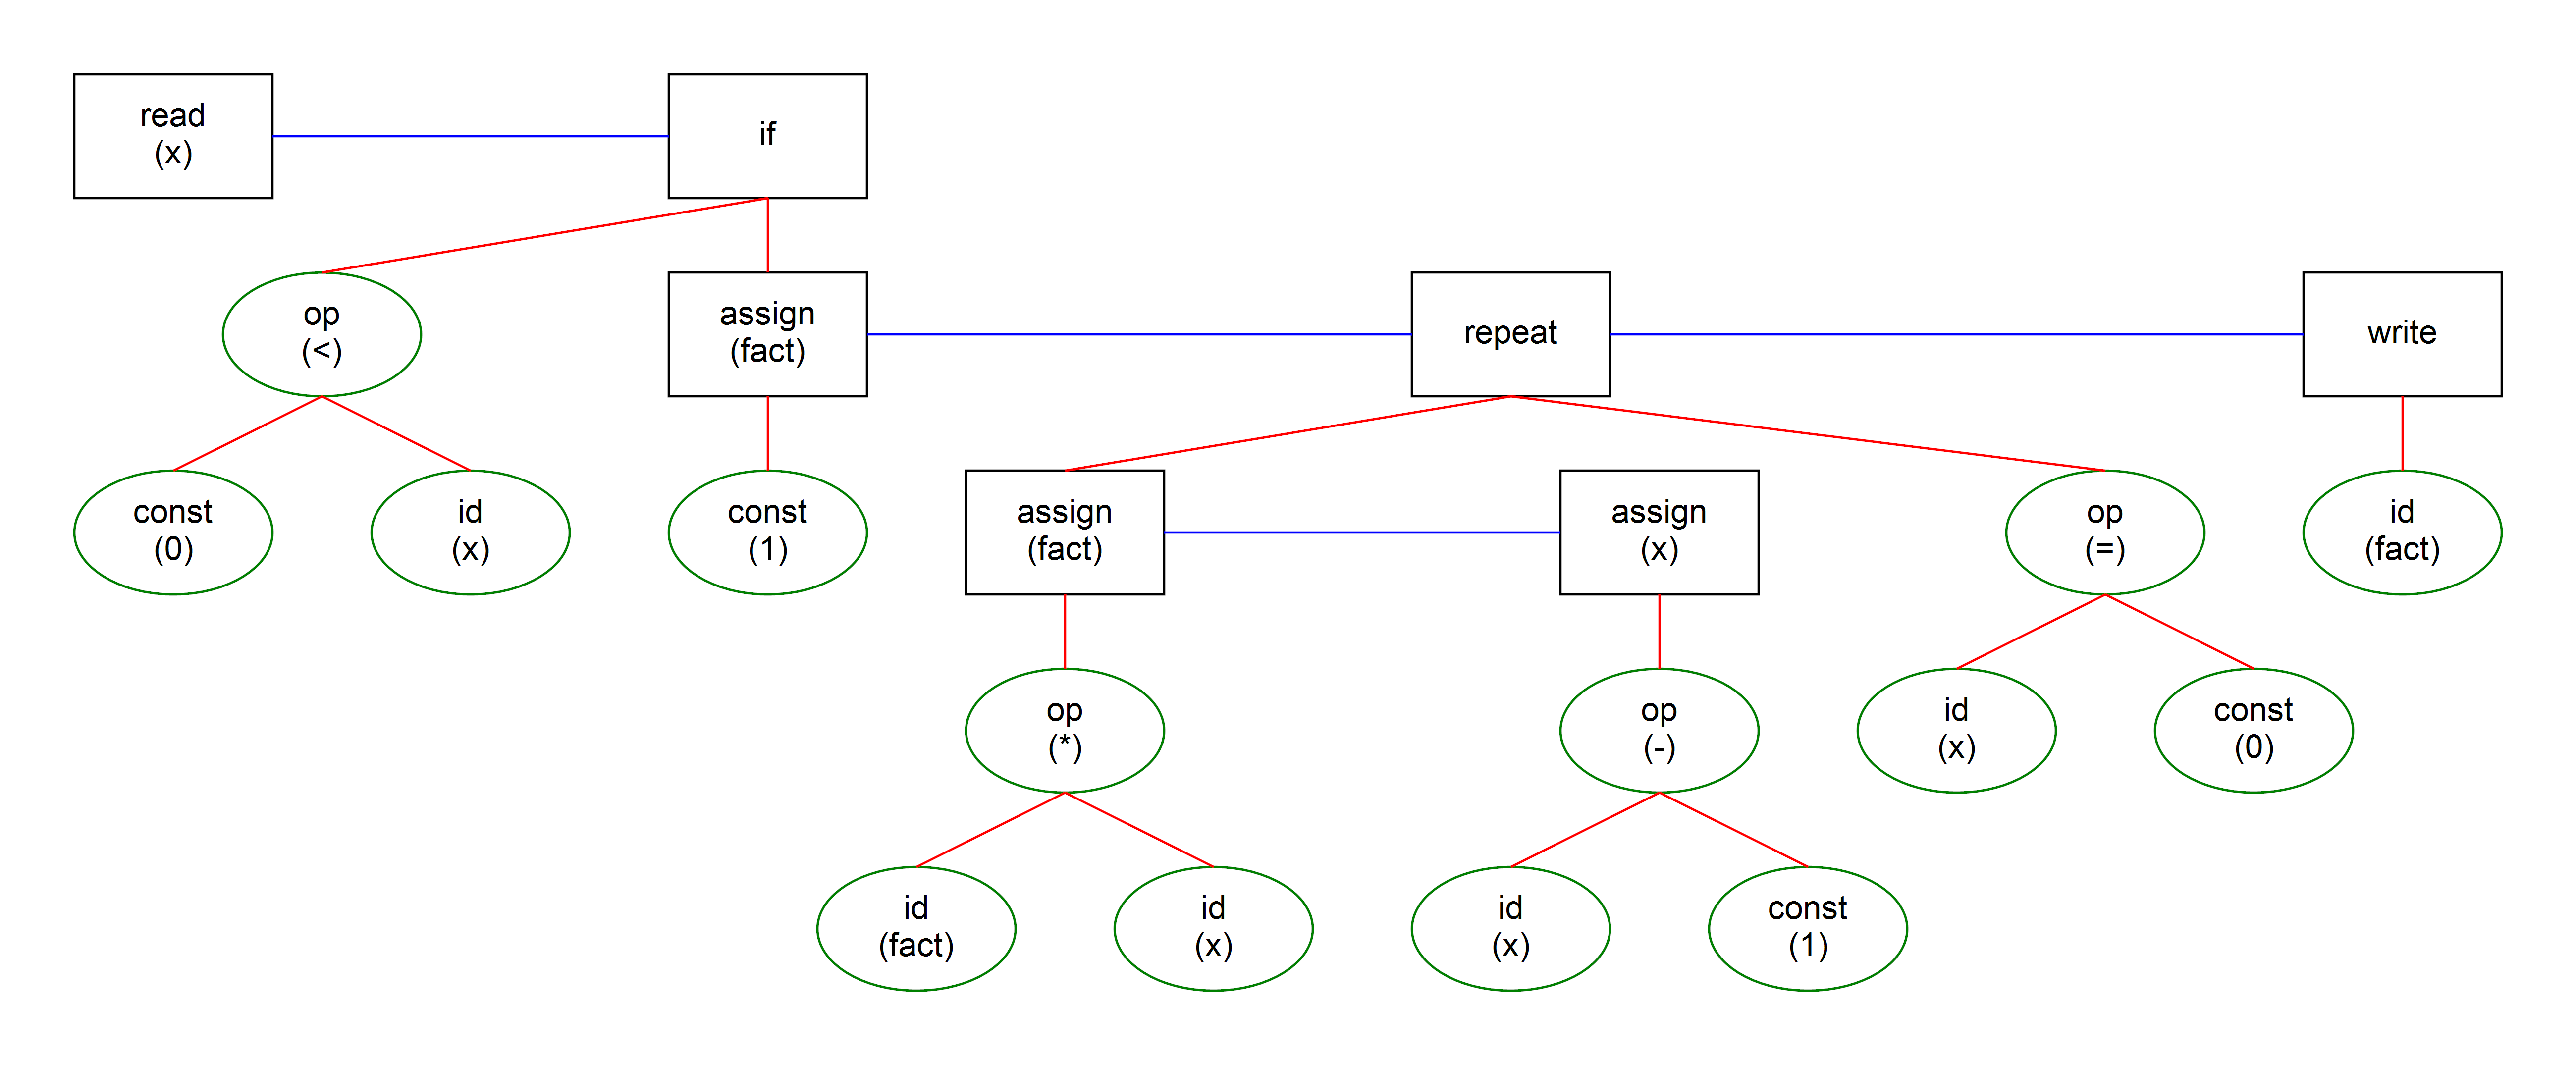 read
(x)
if
op
(<)
assign
(fact)
repeat
write
const
(0)
id
(x)
const
(1)
assign
(fact)
assign
(x)
op
(=)
id
(fact)
op
(*)
op
(-)
id
(x)
const
(0)
id
(fact)
id
(x)
id
(x)
const
(1)